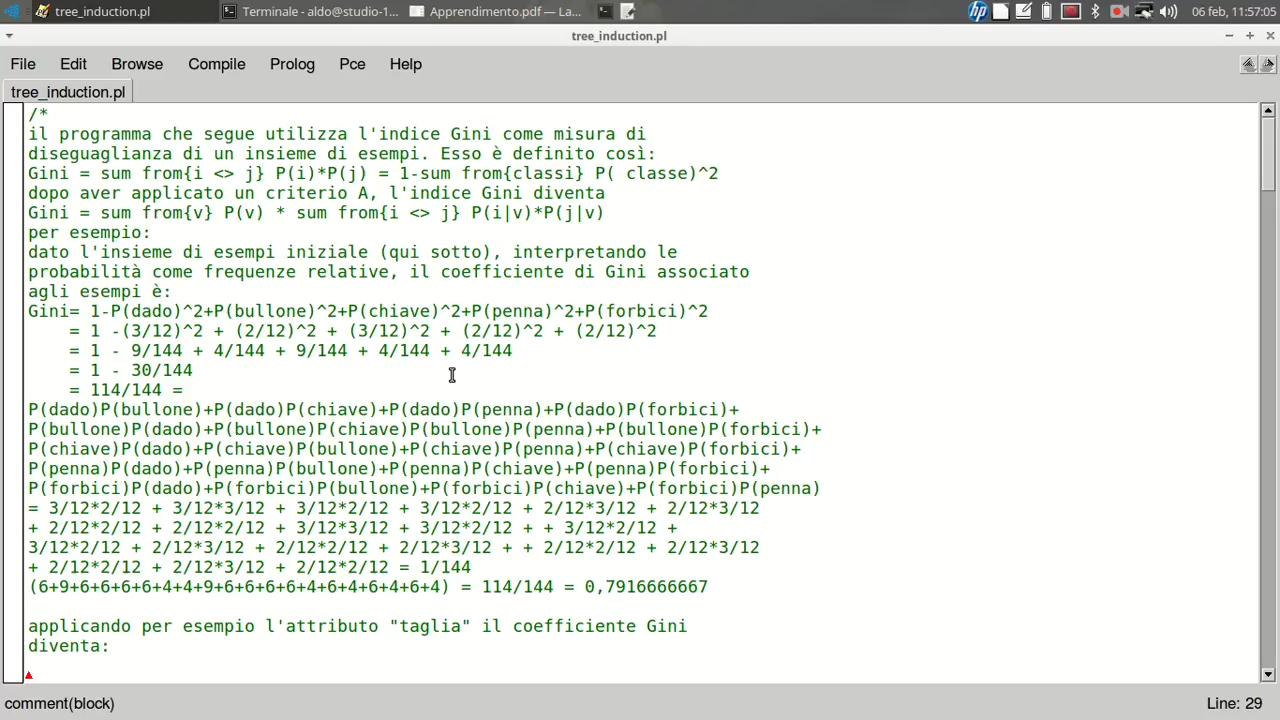 tree_induction.pl
Terminale - aldo@studio-1...
Apprendimento.pdf — La...
06 feb, 11:57:05
tree_induction.pl
File Edit Browse Compile Prolog Pce Help
tree_induction.pl
/*
il programma che segue utilizza l'indice Gini come misura di
diseguaglianza di un insieme di esempi. Esso è definito così:
Gini = sum from{i <> j} P(i)*P(j) = 1-sum from{classi} P( classe)^2
dopo aver applicato un criterio A, l'indice Gini diventa
Gini = sum from{v} P(v) * sum from{i <> j} P(i|v)*P(j|v)
per esempio:
dato l'insieme di esempi iniziale (qui sotto), interpretando le
probabilità come frequenze relative, il coefficiente di Gini associato
agli esempi è:
Gini= 1-P(dado)^2+P(bullone)^2+P(chiave)^2+P(penna)^2+P(forbici)^2
= 1 -(3/12)^2 + (2/12)^2 + (3/12)^2 + (2/12)^2 + (2/12)^2
= 1 - 9/144 + 4/144 + 9/144 + 4/144 + 4/144
= 1 - 30/144
= 114/144 =
P(dado)P(bullone)+P(dado)P(chiave)+P(dado)P(penna)+P(dado)P(forbici)+
P(bullone)P(dado)+P(bullone)P(chiave)P(bullone)P(penna)+P(bullone)P(forbici)+
P(chiave)P(dado)+P(chiave)P(bullone)+P(chiave)P(penna)+P(chiave)P(forbici)+
P(penna)P(dado)+P(penna)P(bullone)+P(penna)P(chiave)+P(penna)P(forbici)+
P(forbici)P(dado)+P(forbici)P(bullone)+P(forbici)P(chiave)+P(forbici)P(penna)
= 3/12*2/12 + 3/12*3/12 + 3/12*2/12 + 3/12*2/12 + 2/12*3/12 + 2/12*3/12
+ 2/12*2/12 + 2/12*2/12 + 3/12*3/12 + 3/12*2/12 + + 3/12*2/12 +
3/12*2/12 + 2/12*3/12 + 2/12*2/12 + 2/12*3/12 + + 2/12*2/12 + 2/12*3/12
+ 2/12*2/12 + 2/12*3/12 + 2/12*2/12 = 1/144
(6+9+6+6+6+6+4+4+9+6+6+6+6+4+6+4+6+4+6+4) = 114/144 = 0,7916666667
applicando per esempio l'attributo "taglia" il coefficiente Gini
diventa:
comment(block)
Line: 29